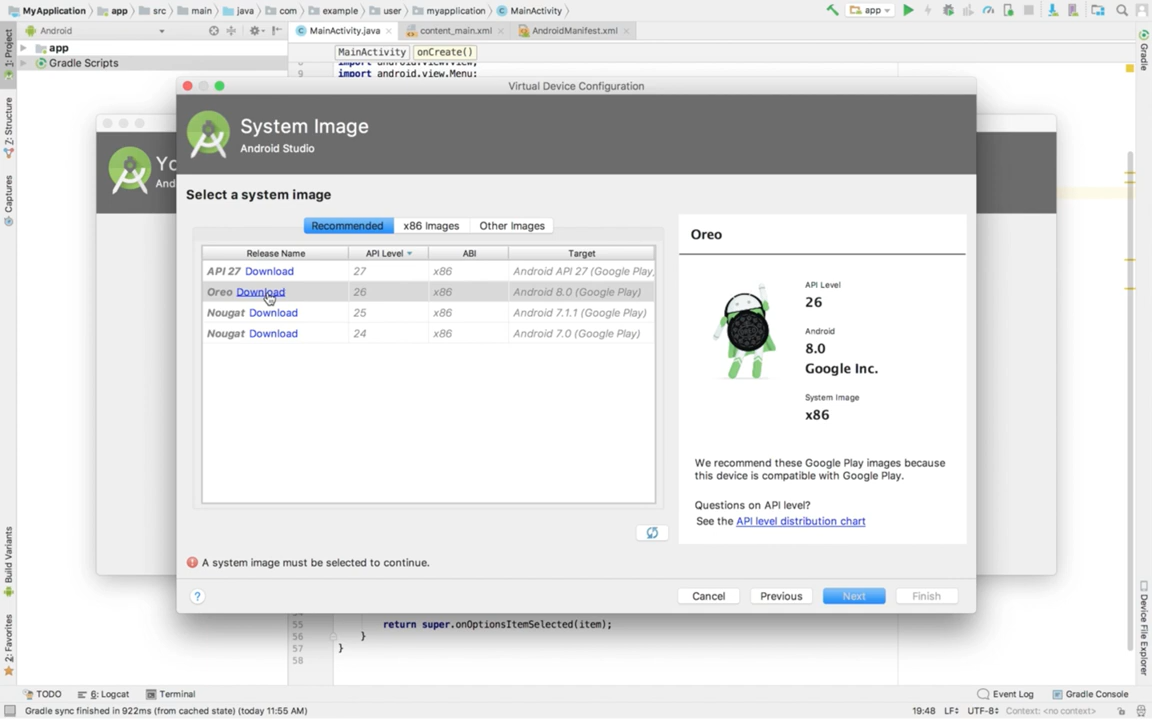 MyApplication app src main java com example user myapplication MainActivity app
Android MainActivity.java content_main.xml AndroidManifest.xml
app
Gradle Scripts
MainActivity onCreate()
9 import android.view.Menu;
Virtual Device Configuration
System Image
Android Studio
Select a system image
Recommended x86 Images Other Images
Release Name API Level ABI Target
API 27 Download 27 x86 Android API 27 (Google Play
Oreo Download 26 x86 Android 8.0 (Google Play)
Nougat Download 25 x86 Android 7.1.1 (Google Play)
Nougat Download 24 x86 Android 7.0 (Google Play)
Oreo
API Level
26
Android
8.0
Google Inc.
System Image
x86
We recommend these Google Play images because
this device is compatible with Google Play.
Questions on API level?
See the API level distribution chart
A system image must be selected to continue.
? Cancel Previous Next Finish
55 return super.onOptionsItemSelected(item);
56 }
57 }
58
1: Project
Z: Structure
Captures
Build Variants
2: Favorites
Gradle
Device File Explorer
TODO 6: Logcat Terminal Event Log Gradle Console
Gradle sync finished in 922ms (from cached state) (today 11:55 AM) 19:48 LF UTF-8 Context: <no context>